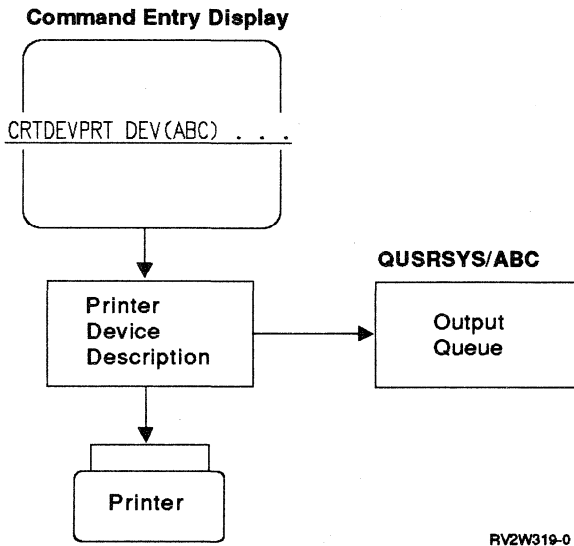 Command Entry Display
CRTDEVPRT DEV(ABC) . . .
QUSRSYS/ABC
Printer
Device
Description
Output
Queue
Printer
RV2W319-0